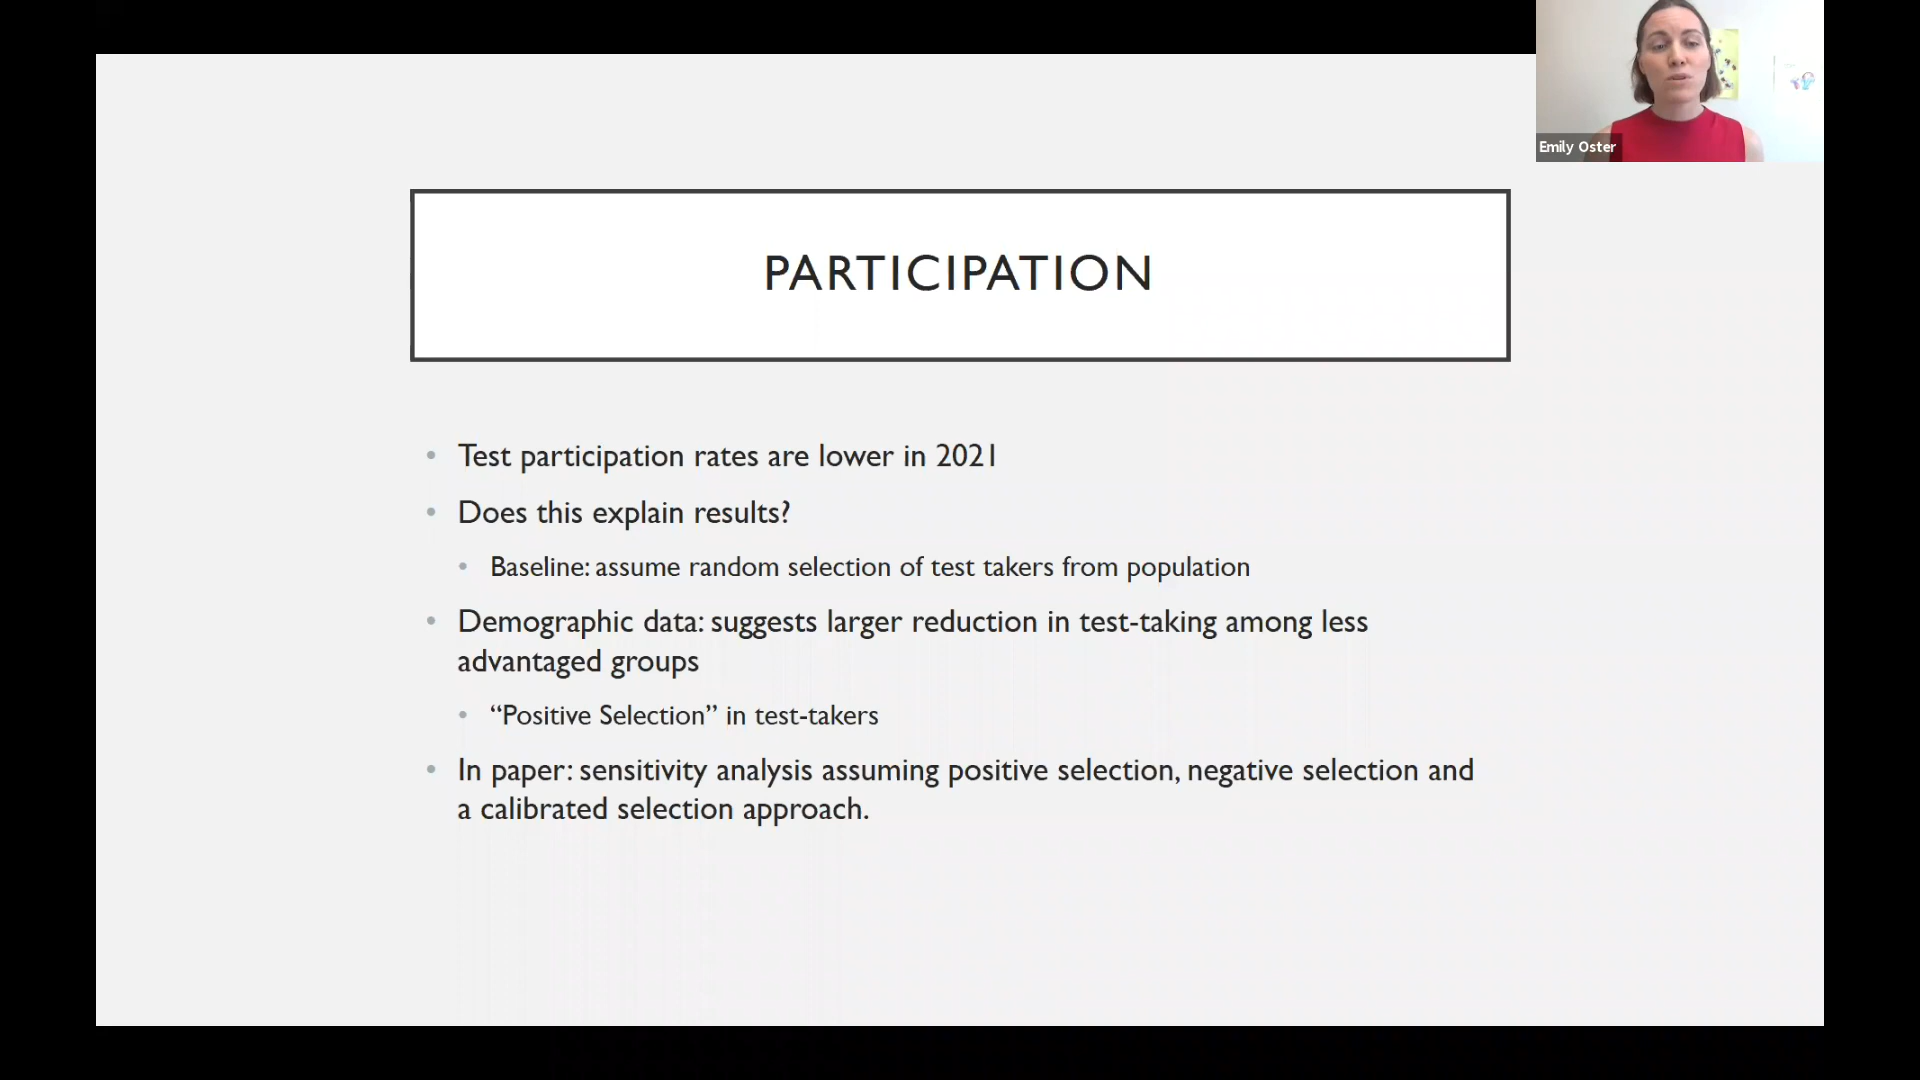 Emily Oster
PARTICIPATION
• Test participation rates are lower in 2021
• Does this explain results?
• Baseline: assume random selection of test takers from population
• Demographic data: suggests larger reduction in test-taking among less
advantaged groups
• “Positive Selection” in test-takers
• In paper: sensitivity analysis assuming positive selection, negative selection and
a calibrated selection approach.